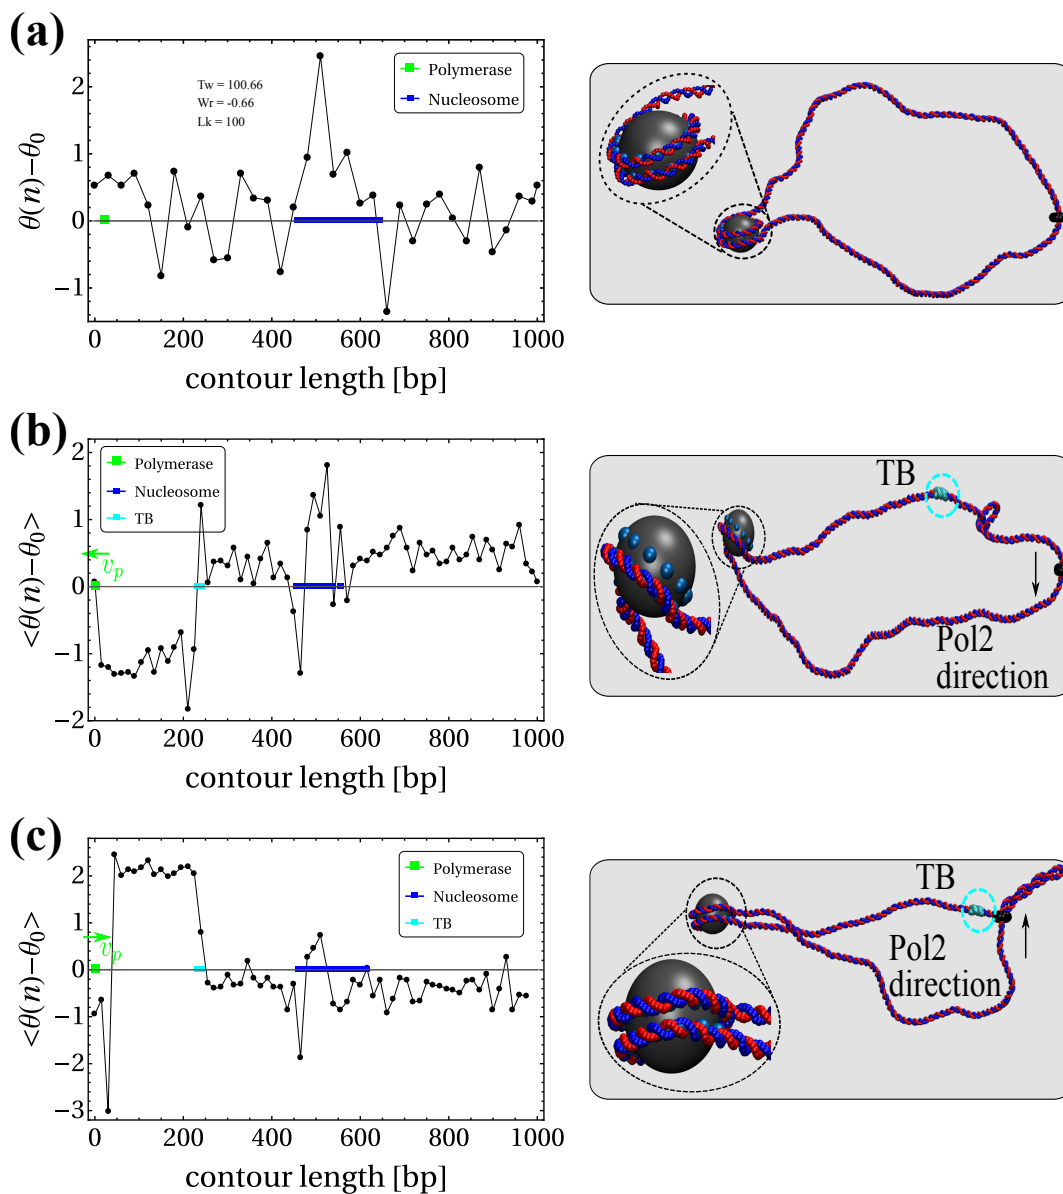 (a)
2
1
0
−1
θ(n)−θ0
Tw = 100.66
Wr = -0.66
Lk = 100
Polymerase
Nucleosome
0 200 400 600 800 1000
contour length [bp]
(b)
2
1
0
−1
−2
<θ(n)−θ0>
Polymerase
Nucleosome
TB
vp
0 200 400 600 800 1000
contour length [bp]
TB
Pol2
direction
(c)
2
1
0
−1
−2
−3
<θ(n)−θ0>
Polymerase
Nucleosome
TB
vp
0 200 400 600 800 1000
contour length [bp]
TB
Pol2
direction